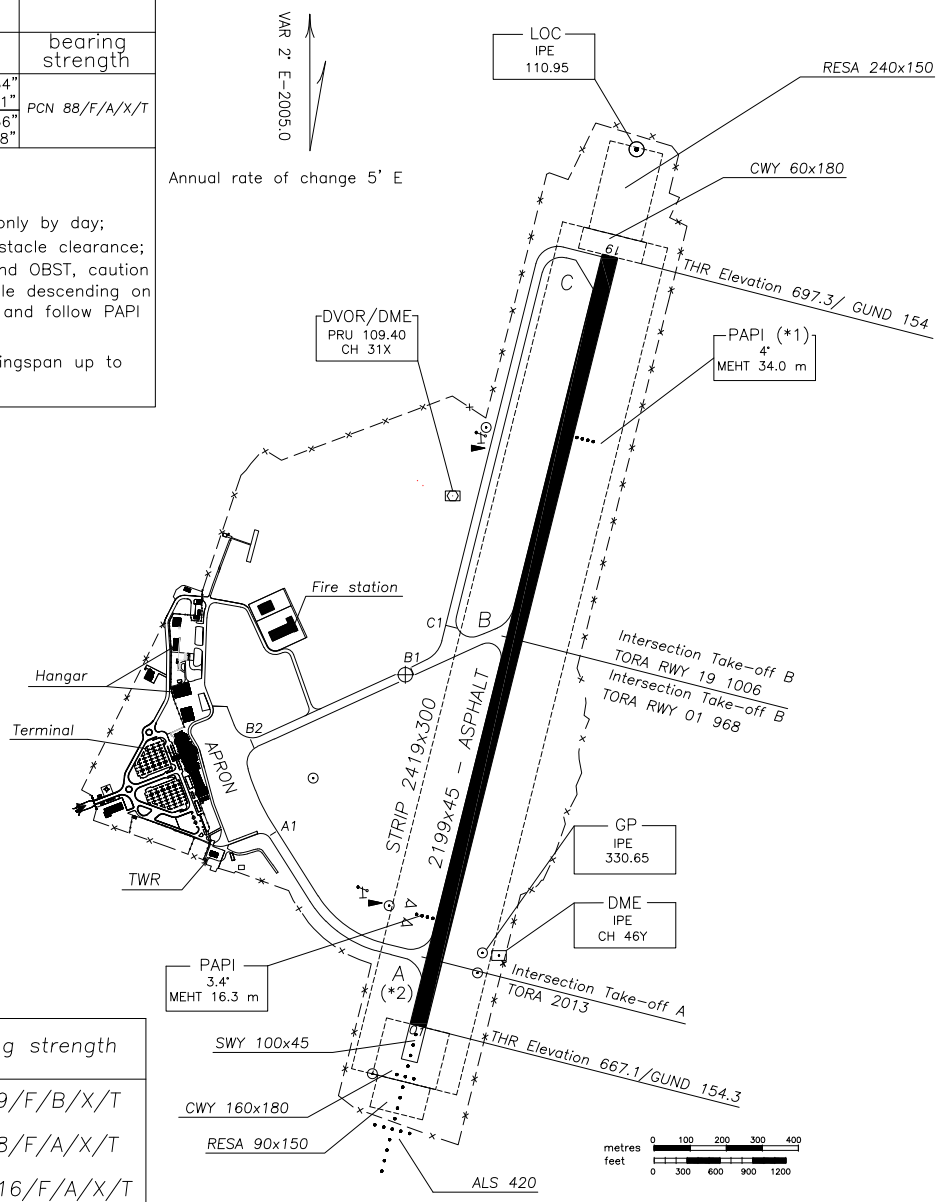 bearing
strength
4"
1"
PCN 88/F/A/X/T
6"
8"
VAR 2° E-2005.0
Annual rate of change 5' E
only by day;
stacle clearance;
nd OBST, caution
le descending on
and follow PAPI
ingspan up to
LOC
IPE
110.95
RESA 240x150
CWY 60x180
19
THR Elevation 697.3/ GUND 154
C
DVOR/DME
PRU 109.40
CH 31X
PAPI (*1)
4°
MEHT 34.0 m
Fire station
C1
B
Intersection Take-off B
TORA RWY 19 1006
Intersection Take-off B
TORA RWY 01 968
Hangar
B1
Terminal
B2
APRON
STRIP 2419x300
2199x45 - ASPHALT
A1
TWR
GP
IPE
330.65
DME
IPE
CH 46Y
PAPI
3.4°
MEHT 16.3 m
A
(*2)
Intersection Take-off A
TORA 2013
SWY 100x45
THR Elevation 667.1/GUND 154.3
CWY 160x180
RESA 90x150
ALS 420
g strength
9/F/B/X/T
8/F/A/X/T
16/F/A/X/T
metres 0 100 200 300 400
feet 0 300 600 900 1200